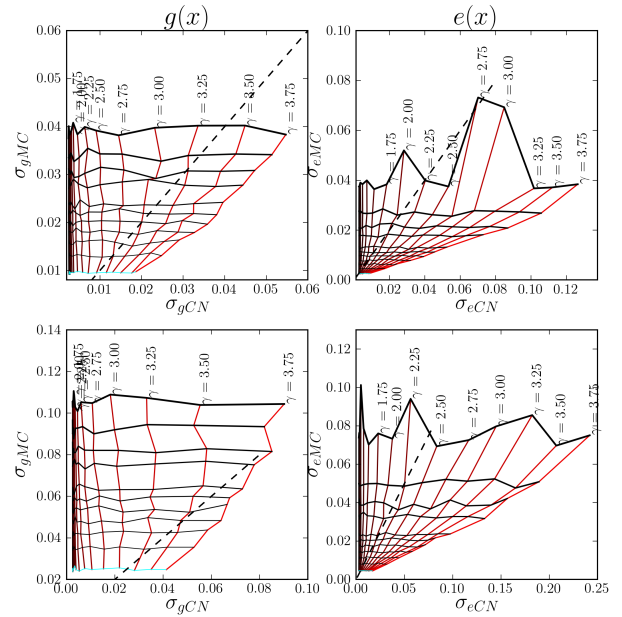 g(x)
e(x)
0.06
0.05
0.04
0.03
0.02
0.01
σgMC
γ = 2.25
γ = 2.50
γ = 2.75
γ = 3.00
γ = 3.25
γ = 3.50
γ = 3.75
0.01
0.02
0.03
0.04
0.05
0.06
σgCN
0.10
0.08
0.06
0.04
0.02
0.00
σeMC
γ = 1.75
γ = 2.00
γ = 2.25
γ = 2.50
γ = 2.75
γ = 3.00
γ = 3.25
γ = 3.50
γ = 3.75
0.02
0.04
0.06
0.08
0.10
0.12
σeCN
0.14
0.12
0.10
0.08
0.06
0.04
0.02
σgMC
γ = 2.75
γ = 3.00
γ = 3.25
γ = 3.50
γ = 3.75
0.00
0.02
0.04
0.06
0.08
0.10
σgCN
0.12
0.10
0.08
0.06
0.04
0.02
0.00
σeMC
γ = 1.75
γ = 2.00
γ = 2.25
γ = 2.50
γ = 2.75
γ = 3.00
γ = 3.25
γ = 3.50
γ = 3.75
0.00
0.05
0.10
0.15
0.20
0.25
σeCN